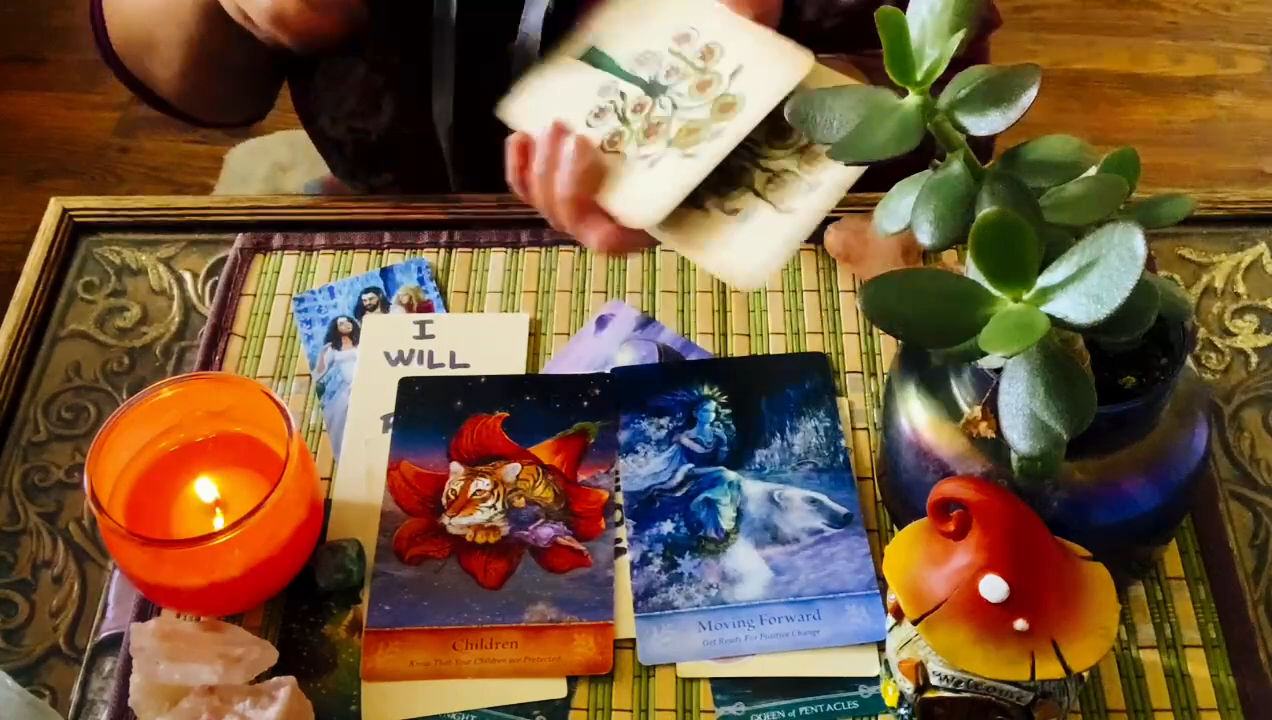 I
WILL
Children
Know That Your Children are Protected
Moving Forward
Get Ready For Positive Change
QUEEN of PENTACLES
Welcome